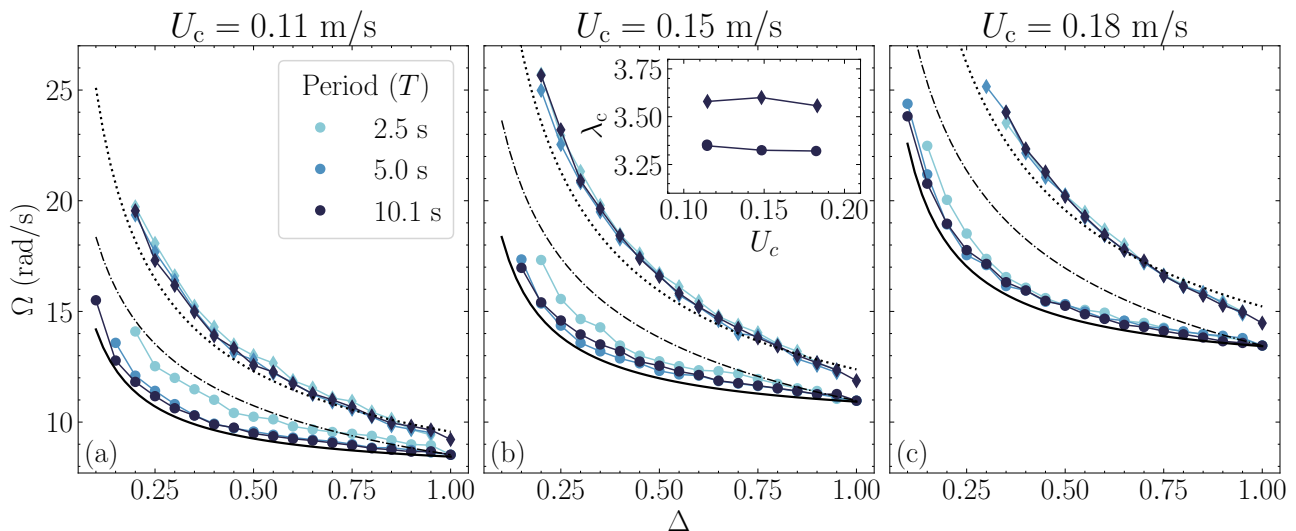 U_c = 0.11 m/s
U_c = 0.15 m/s
U_c = 0.18 m/s
Ω (rad/s)
25
20
15
10
Period (T)
2.5 s
5.0 s
10.1 s
λ_c
3.75
3.50
3.25
0.10
0.15
0.20
U_c
(a)
(b)
(c)
0.25
0.50
0.75
1.00
0.25
0.50
0.75
1.00
0.25
0.50
0.75
1.00
Δ